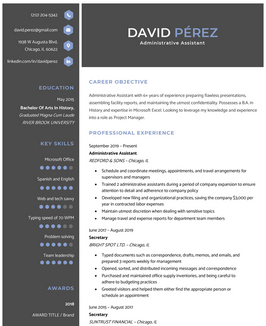 (212) 204-5342
david.perez@gmail.com
1928 W Augusta Blvd.
Chicago, IL 60622
linkedin.com/in/davidperez
EDUCATION
May 2015
Bachelor Of Arts in History,
Graduated Magna Cum Laude
RIVER BROOK UNIVERSITY
KEY SKILLS
Microsoft Office
Spanish and English
Web and tech savvy
Typing speed of 70 WPM
Problem solving
Team leadership
AWARDS
2018
AWARD TITLE / Brand
DAVID PÉREZ
Administrative Assistant
CAREER OBJECTIVE
Administrative Assistant with 6+ years of experience preparing flawless presentations,
assembling facility reports, and maintaining the utmost confidentiality. Possesses a B.A. in
History and expertise in Microsoft Excel. Looking to leverage my knowledge and experience
into a role as Project Manager.
PROFESSIONAL EXPERIENCE
September 2019 – Present
Administrative Assistant
REDFORD & SONS – Chicago, IL
• Schedule and coordinate meetings, appointments, and travel arrangements for
supervisors and managers
• Trained 2 administrative assistants during a period of company expansion to ensure
attention to detail and adherence to company policy
• Developed new filing and organizational practices, saving the company $3,000 per
year in contracted labor expenses
• Maintain utmost discretion when dealing with sensitive topics
• Manage travel and expense reports for department team members
June 2017 – August 2019
Secretary
BRIGHT SPOT LTD – Chicago, IL
• Typed documents such as correspondence, drafts, memos, and emails, and
prepared 3 reports weekly for management
• Opened, sorted, and distributed incoming messages and correspondence
• Purchased and maintained office supply inventories, and being careful to
adhere to budgeting practices
• Greeted visitors and helped them either find the appropriate person or
schedule an appointment
June 2015 – August 2017
Secretary
SUNTRUST FINANCIAL – Chicago, IL